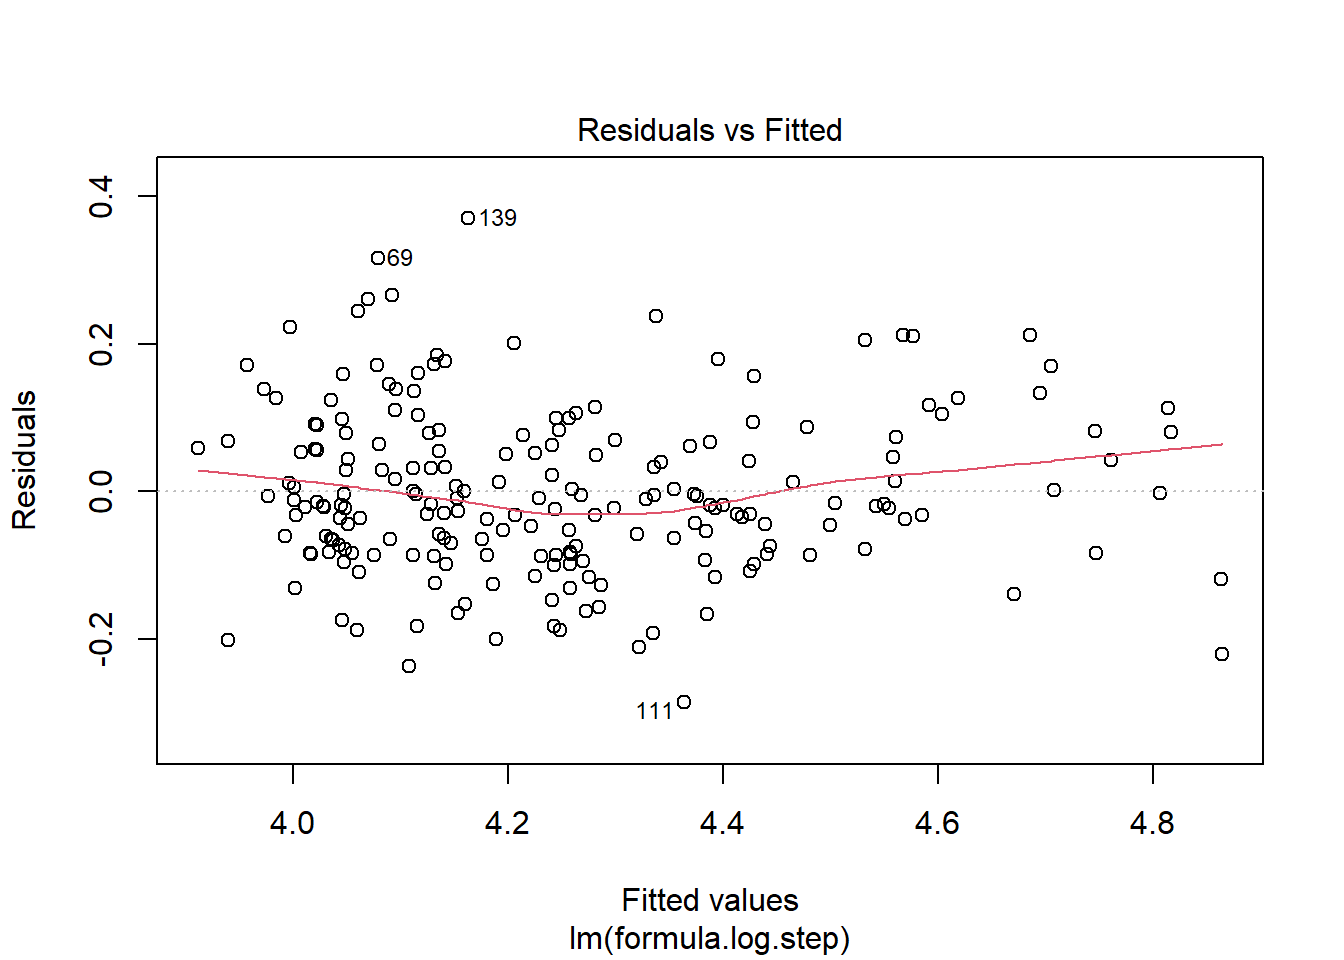 Residuals vs Fitted
Residuals
0.4
0.2
0.0
-0.2
139
69
111
4.0 4.2 4.4 4.6 4.8
Fitted values
lm(formula.log.step)